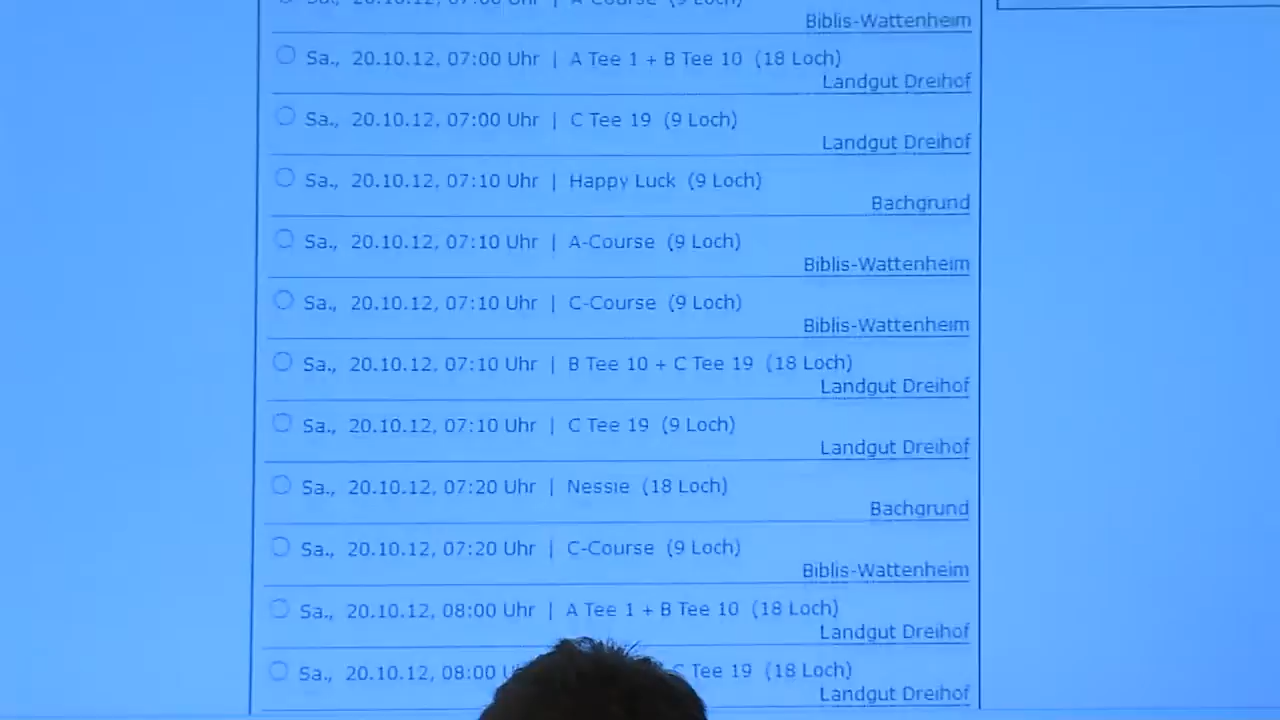 Biblis-Wattenheim
Sa., 20.10.12, 07:00 Uhr | A Tee 1 + B Tee 10 (18 Loch)
Landgut Dreihof
Sa., 20.10.12, 07:00 Uhr | C Tee 19 (9 Loch)
Landgut Dreihof
Sa., 20.10.12, 07:10 Uhr | Happy Luck (9 Loch)
Bachgrund
Sa., 20.10.12, 07:10 Uhr | A-Course (9 Loch)
Biblis-Wattenheim
Sa., 20.10.12, 07:10 Uhr | C-Course (9 Loch)
Biblis-Wattenheim
Sa., 20.10.12, 07:10 Uhr | B Tee 10 + C Tee 19 (18 Loch)
Landgut Dreihof
Sa., 20.10.12, 07:10 Uhr | C Tee 19 (9 Loch)
Landgut Dreihof
Sa., 20.10.12, 07:20 Uhr | Nessie (18 Loch)
Bachgrund
Sa., 20.10.12, 07:20 Uhr | C-Course (9 Loch)
Biblis-Wattenheim
Sa., 20.10.12, 08:00 Uhr | A Tee 1 + B Tee 10 (18 Loch)
Landgut Dreihof
Sa., 20.10.12, 08:00 C Tee 19 (18 Loch)
Landgut Dreihof